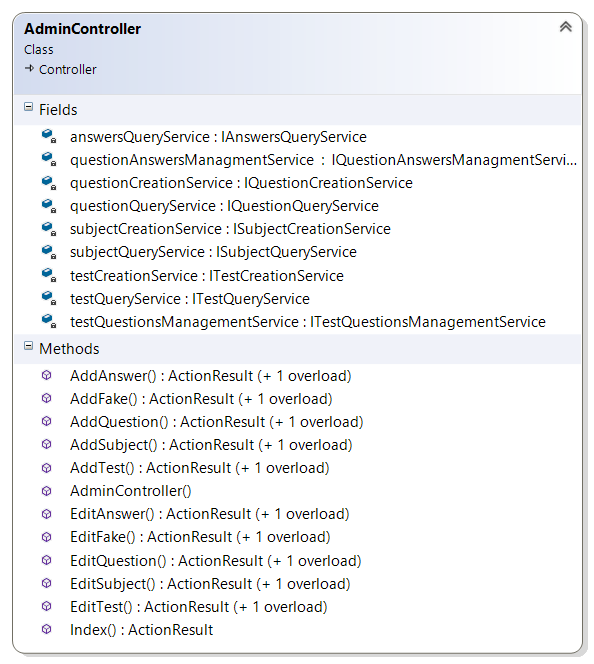 AdminController
Class
Controller
Fields
answersQueryService : IAnswersQueryService
questionAnswersManagmentService : IQuestionAnswersManagmentServi...
questionCreationService : IQuestionCreationService
questionQueryService : IQuestionQueryService
subjectCreationService : ISubjectCreationService
subjectQueryService : ISubjectQueryService
testCreationService : ITestCreationService
testQueryService : ITestQueryService
testQuestionsManagementService : ITestQuestionsManagementService
Methods
AddAnswer() : ActionResult (+ 1 overload)
AddFake() : ActionResult (+ 1 overload)
AddQuestion() : ActionResult (+ 1 overload)
AddSubject() : ActionResult (+ 1 overload)
AddTest() : ActionResult (+ 1 overload)
AdminController()
EditAnswer() : ActionResult (+ 1 overload)
EditFake() : ActionResult (+ 1 overload)
EditQuestion() : ActionResult (+ 1 overload)
EditSubject() : ActionResult (+ 1 overload)
EditTest() : ActionResult (+ 1 overload)
Index() : ActionResult